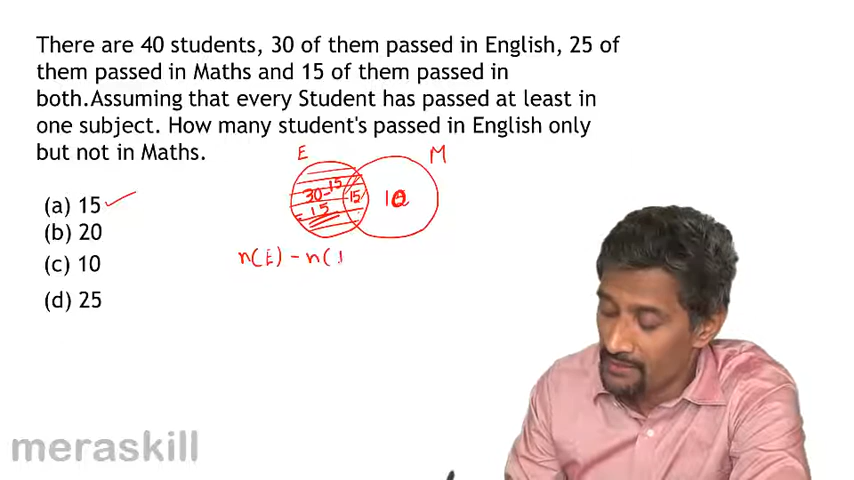 There are 40 students, 30 of them passed in English, 25 of
them passed in Maths and 15 of them passed in
both.Assuming that every Student has passed at least in
one subject. How many student's passed in English only
but not in Maths.
E
M
30-15
15
15
10
(a) 15
(b) 20
n(E) - n(
(c) 10
(d) 25
meraskill